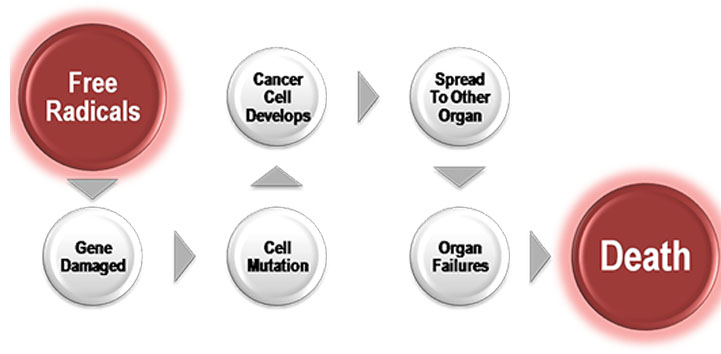 Free
Radicals
Gene
Damaged
Cell
Mutation
Cancer
Cell
Develops
Spread
To Other
Organ
Organ
Failures
Death